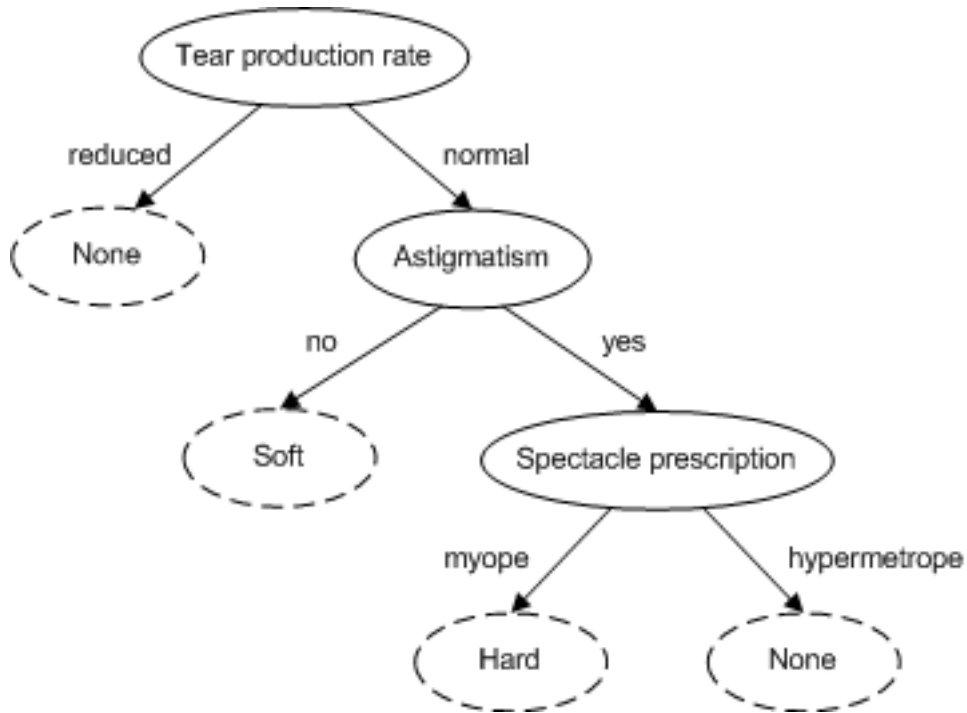 Tear production rate
reduced
normal
None
Astigmatism
no
yes
Soft
Spectacle prescription
myope
hypermetrope
Hard
None